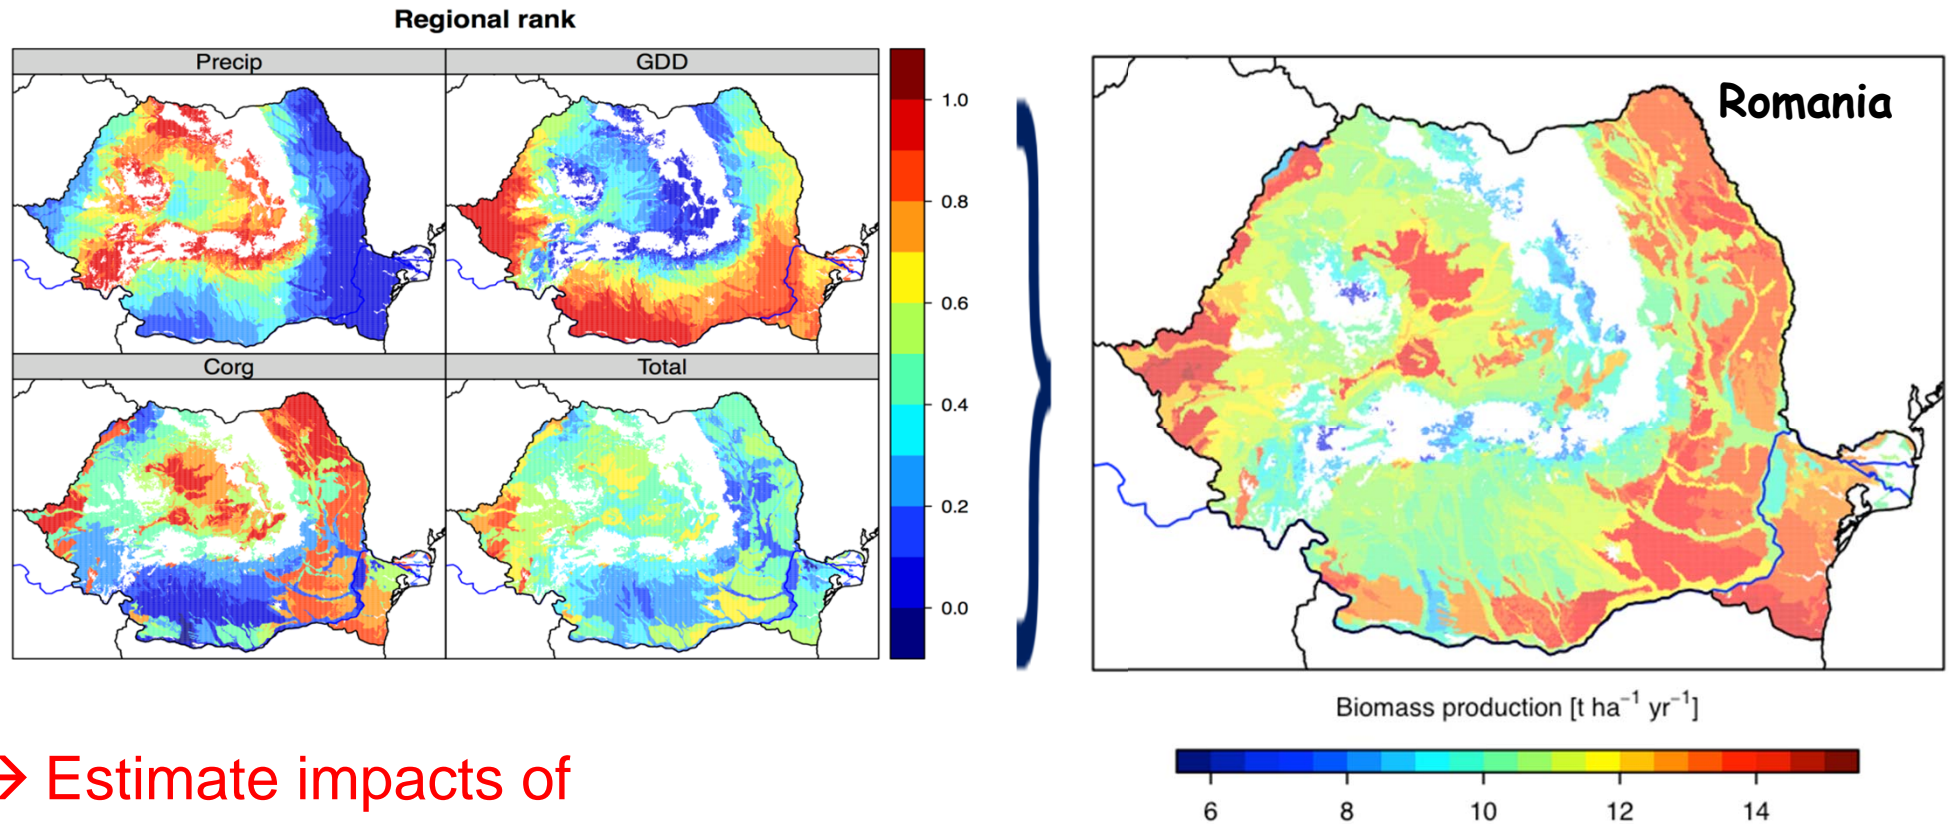 Regional rank
Precip
GDD
Corg
Total
1.0
0.8
0.6
0.4
0.2
0.0
Romania
Biomass production [t ha⁻¹ yr⁻¹]
6 8 10 12 14
→ Estimate impacts of